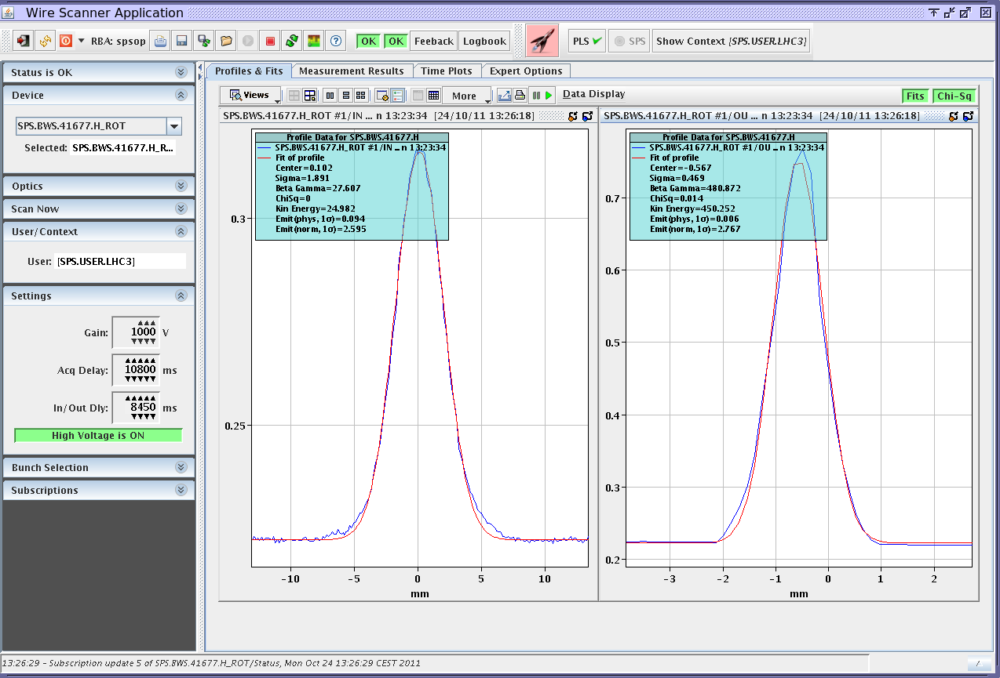 Wire Scanner Application
RBA: spsop
OK
OK
Feeback
Logbook
PLS
SPS
Show Context [SPS.USER.LHC3]
Status is OK
Device
SPS.BWS.41677.H_ROT
Selected: SPS.BWS.41677.H_R...
Optics
Scan Now
User/Context
User: [SPS.USER.LHC3]
Settings
Gain: 1000 V
Acq Delay: 10800 ms
In/Out Dly: 8450 ms
High Voltage is ON
Bunch Selection
Subscriptions
Profiles & Fits
Measurement Results
Time Plots
Expert Options
Views
More
Data Display
Fits
Chi-Sq
SPS.BWS.41677.H_ROT #1/IN ... n 13:23:34 [24/10/11 13:26:18]
Profile Data for SPS.BWS.41677.H
SPS.BWS.41677.H_ROT #1/IN ... n 13:23:34
Fit of profile
Center=0.102
Sigma=1.891
Beta Gamma=27.607
ChiSq=0
Kin Energy=24.982
Emit(phys, 1σ)=0.094
Emit(norm, 1σ)=2.595
0.3
0.25
-10 -5 0 5 10
mm
SPS.BWS.41677.H_ROT #1/OU ... n 13:23:34 [24/10/11 13:26:18]
Profile Data for SPS.BWS.41677.H
SPS.BWS.41677.H_ROT #1/OU ... n 13:23:34
Fit of profile
Center=-0.567
Sigma=0.469
Beta Gamma=480.872
ChiSq=0.014
Kin Energy=450.252
Emit(phys, 1σ)=0.006
Emit(norm, 1σ)=2.767
0.7
0.6
0.5
0.4
0.3
0.2
-3 -2 -1 0 1 2
mm
13:26:29 - Subscription update 5 of SPS.BWS.41677.H_ROT/Status, Mon Oct 24 13:26:29 CEST 2011